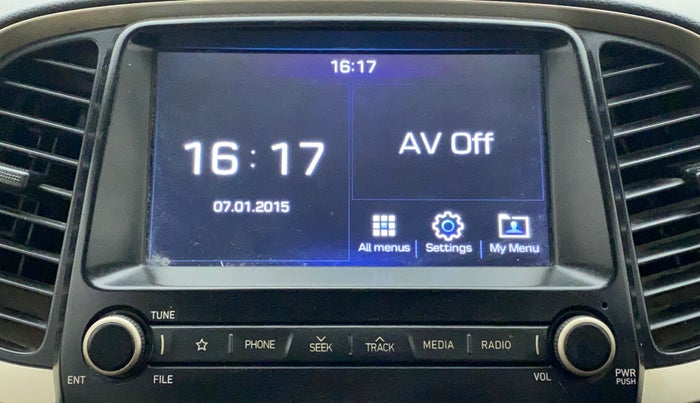 16:17
16:17
AV Off
07.01.2015
All menus Settings My Menu
TUNE
PHONE SEEK TRACK MEDIA RADIO
ENT FILE VOL PWR
PUSH